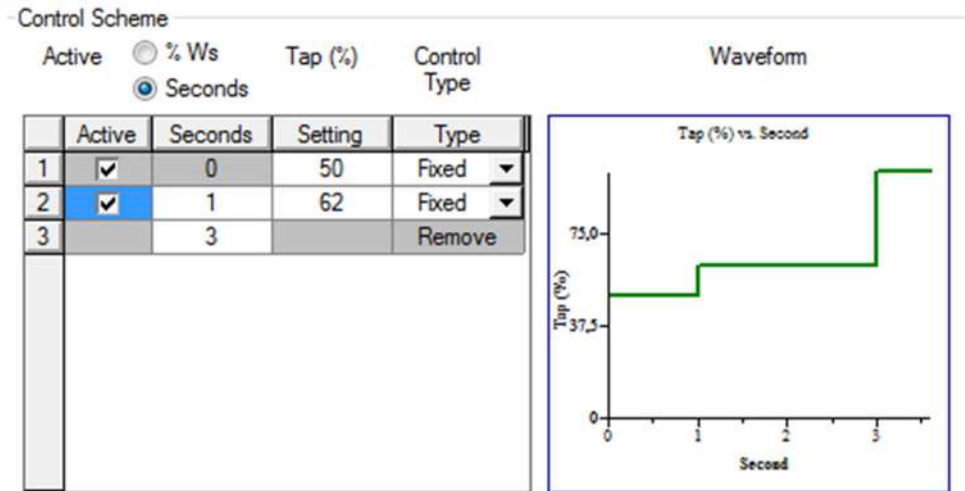 Control Scheme
Active % Ws Tap (%) Control Type Waveform
Seconds
Active Seconds Setting Type
1 0 50 Fixed
2 1 62 Fixed
3 3 Remove
Tap (%) vs. Second
75,0
37,5
0
Tap (%)
0 1 2 3
Second